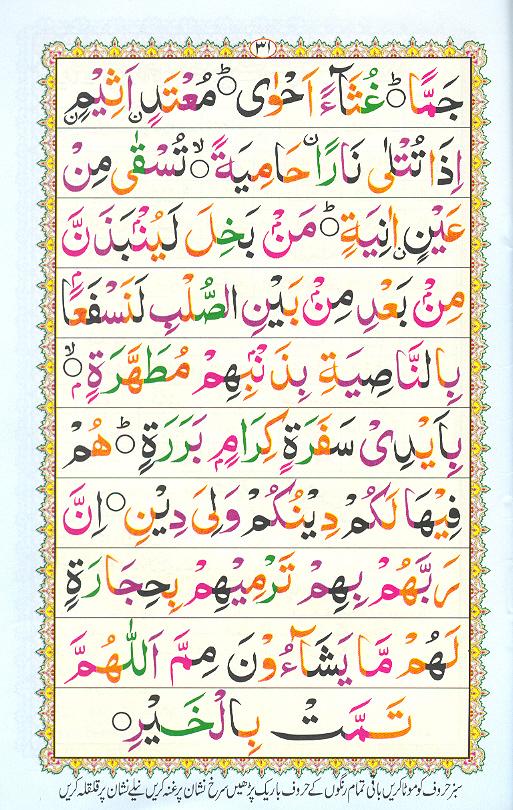 ۳۱
جَمًّا ؕ۝ غُثَآءً اَحْوٰی ؕ۝ مُعْتَدٍ اَثِیْمٍ
اِذَا تُتْلٰی نَارًا حَامِیَةً ۙ۝ تُسْقٰی مِنْ
عَیْنٍ اٰنِیَةٍ ؕ۝ مَنْۢ بَخِلَ لَیُنْۢبَذَنَّ
مِنْۢ بَعْدِ مِنْۢ بَیْنِ الصُّلْبِ لَنَسْفَعًۢا
بِالنَّاصِیَةِ بِذَنْۢبِهِمْ مُطَهَّرَةٍۭ ۙ۝
بِاَیْدِیْ سَفَرَةٍ كِرَامٍۭ بَرَرَةٍ ؕ۝ هُمْ
فِیْهَا لَكُمْ دِیْنُكُمْ وَلِیَ دِیْنِ ۝ اِنَّ
رَبَّهُمْ بِهِمْ تَرْمِیْهِمْ بِحِجَارَةٍ
لَهُمْ مَّا یَشَآءُوْنَ مِمَّ اَللّٰهُمَّ
تَمَّتْ بِالْخَیْرِ ۝
سبز حروف کو موٹا کریں باقی تمام رنگوں کے حروف باریک پڑھیں سرخ نشان پر غنہ کریں نیلے نشان پر قلقلہ کریں